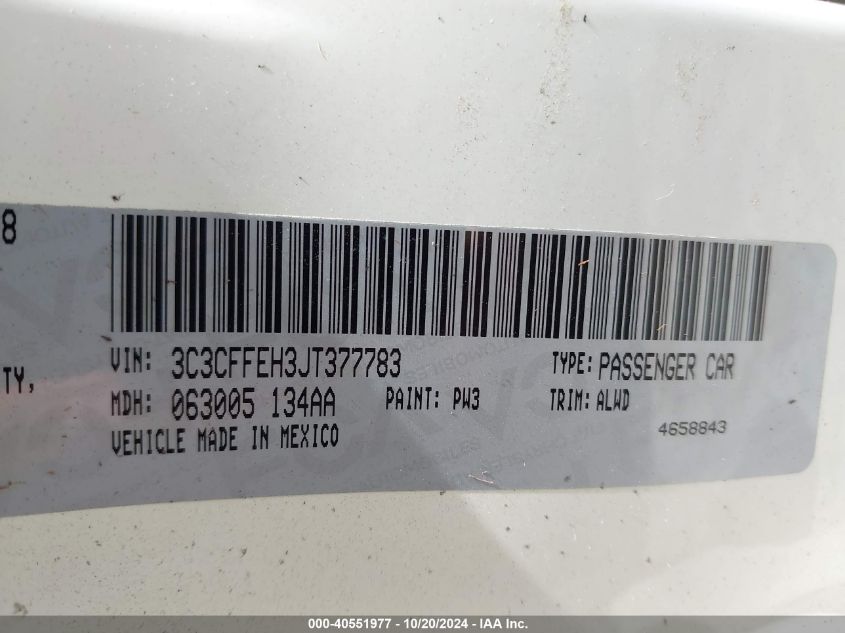 8
VIN: 3C3CFFEH3JT377783 TYPE: PASSENGER CAR
TY,
MDH: 063005 134AA PAINT: PW3 TRIM: ALWD
VEHICLE MADE IN MEXICO 4658843
000-40551977 - 10/20/2024 - IAA Inc.